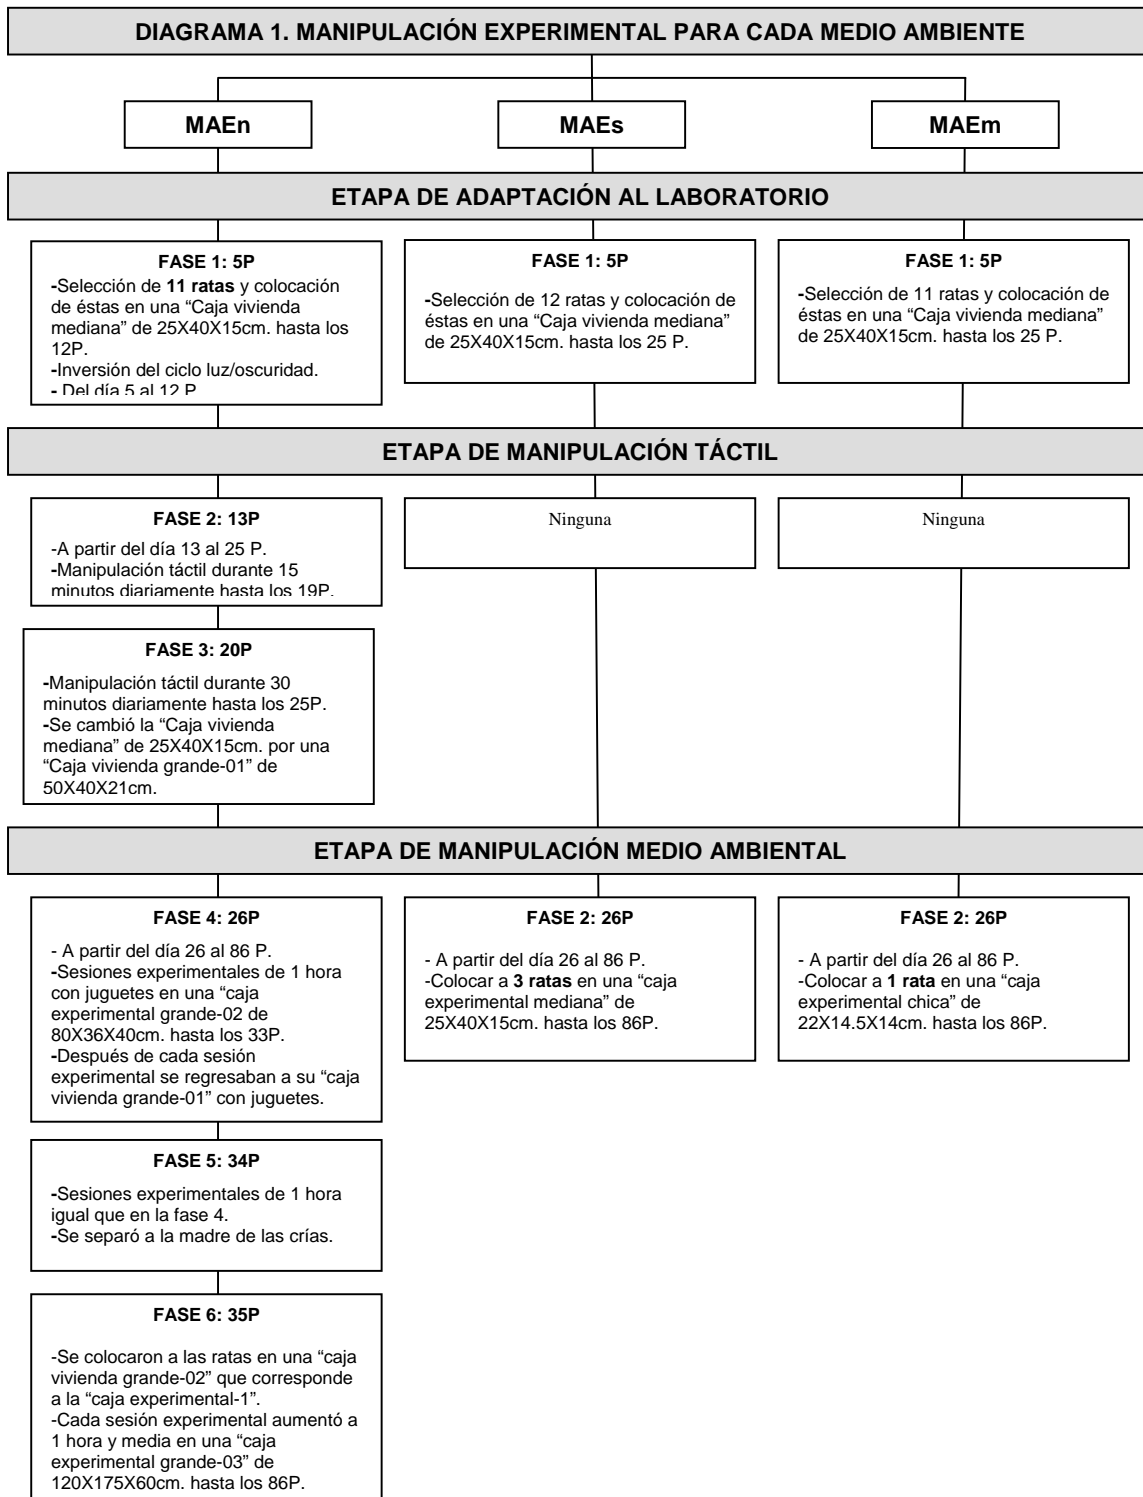 DIAGRAMA 1. MANIPULACIÓN EXPERIMENTAL PARA CADA MEDIO AMBIENTE
MAEn
MAEs
MAEm
ETAPA DE ADAPTACIÓN AL LABORATORIO
FASE 1: 5P
-Selección de 11 ratas y colocación
de éstas en una “Caja vivienda
mediana” de 25X40X15cm. hasta los
12P.
-Inversión del ciclo luz/oscuridad.
- Del día 5 al 12 P
FASE 1: 5P
-Selección de 12 ratas y colocación de
éstas en una “Caja vivienda mediana”
de 25X40X15cm. hasta los 25 P.
FASE 1: 5P
-Selección de 11 ratas y colocación de
éstas en una “Caja vivienda mediana”
de 25X40X15cm. hasta los 25 P.
ETAPA DE MANIPULACIÓN TÁCTIL
FASE 2: 13P
-A partir del día 13 al 25 P.
-Manipulación táctil durante 15
minutos diariamente hasta los 19P.
Ninguna
Ninguna
FASE 3: 20P
-Manipulación táctil durante 30
minutos diariamente hasta los 25P.
-Se cambió la “Caja vivienda
mediana” de 25X40X15cm. por una
“Caja vivienda grande-01” de
50X40X21cm.
ETAPA DE MANIPULACIÓN MEDIO AMBIENTAL
FASE 4: 26P
- A partir del día 26 al 86 P.
-Sesiones experimentales de 1 hora
con juguetes en una “caja
experimental grande-02 de
80X36X40cm. hasta los 33P.
-Después de cada sesión
experimental se regresaban a su “caja
vivienda grande-01” con juguetes.
FASE 2: 26P
- A partir del día 26 al 86 P.
-Colocar a 3 ratas en una “caja
experimental mediana” de
25X40X15cm. hasta los 86P.
FASE 2: 26P
- A partir del día 26 al 86 P.
-Colocar a 1 rata en una “caja
experimental chica” de
22X14.5X14cm. hasta los 86P.
FASE 5: 34P
-Sesiones experimentales de 1 hora
igual que en la fase 4.
-Se separó a la madre de las crías.
FASE 6: 35P
-Se colocaron a las ratas en una “caja
vivienda grande-02” que corresponde
a la “caja experimental-1”.
-Cada sesión experimental aumentó a
1 hora y media en una “caja
experimental grande-03” de
120X175X60cm. hasta los 86P.